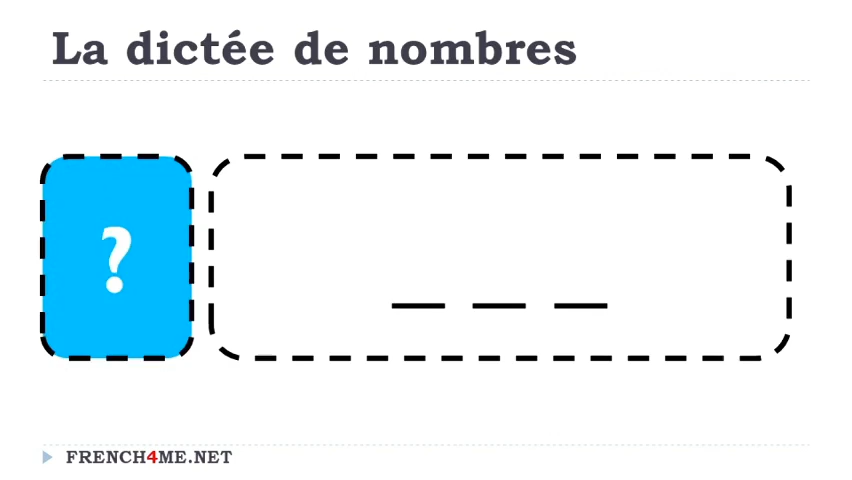 La dictée de nombres
?
_ _ _
FRENCH4ME.NET